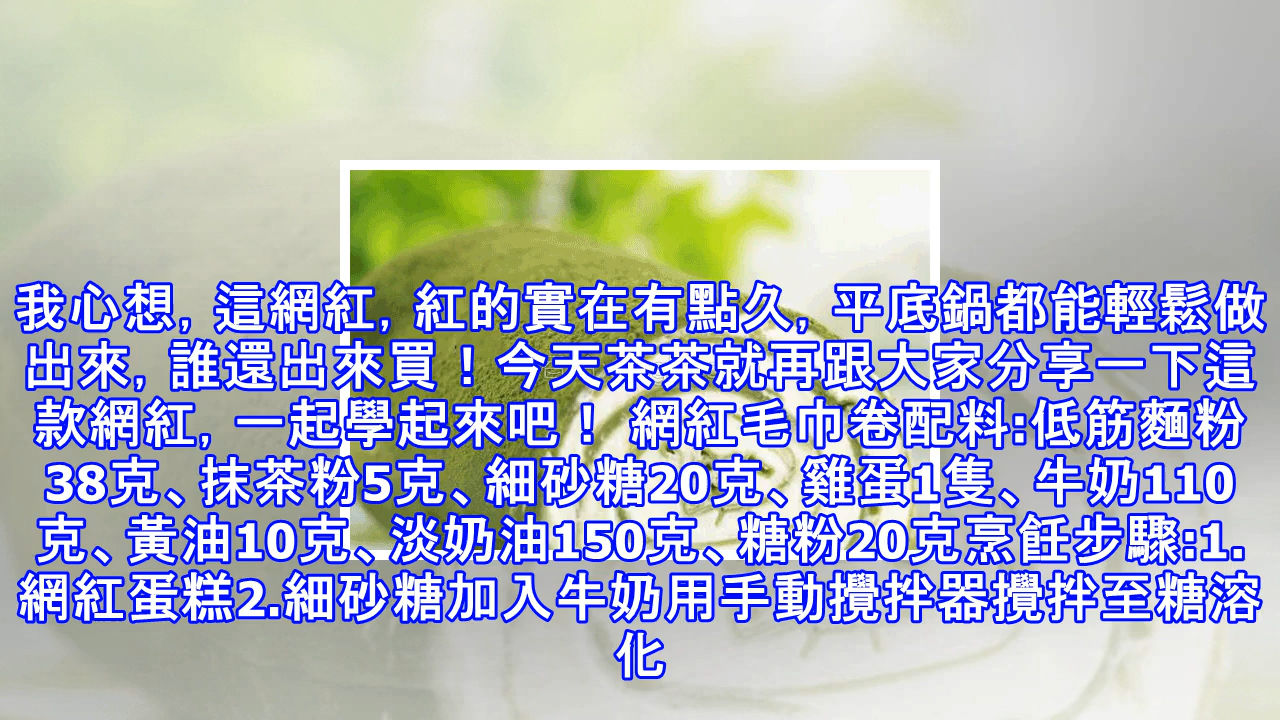 我心想, 這網紅, 紅的實在有點久, 平底鍋都能輕鬆做
出來, 誰還出來買！今天茶茶就再跟大家分享一下這
款網紅, 一起學起來吧！ 網紅毛巾卷配料:低筋麵粉
38克、抹茶粉5克、細砂糖20克、雞蛋1隻、牛奶110
克、黃油10克、淡奶油150克、糖粉20克烹飪步驟:1.
網紅蛋糕2.細砂糖加入牛奶用手動攪拌器攪拌至糖溶
化